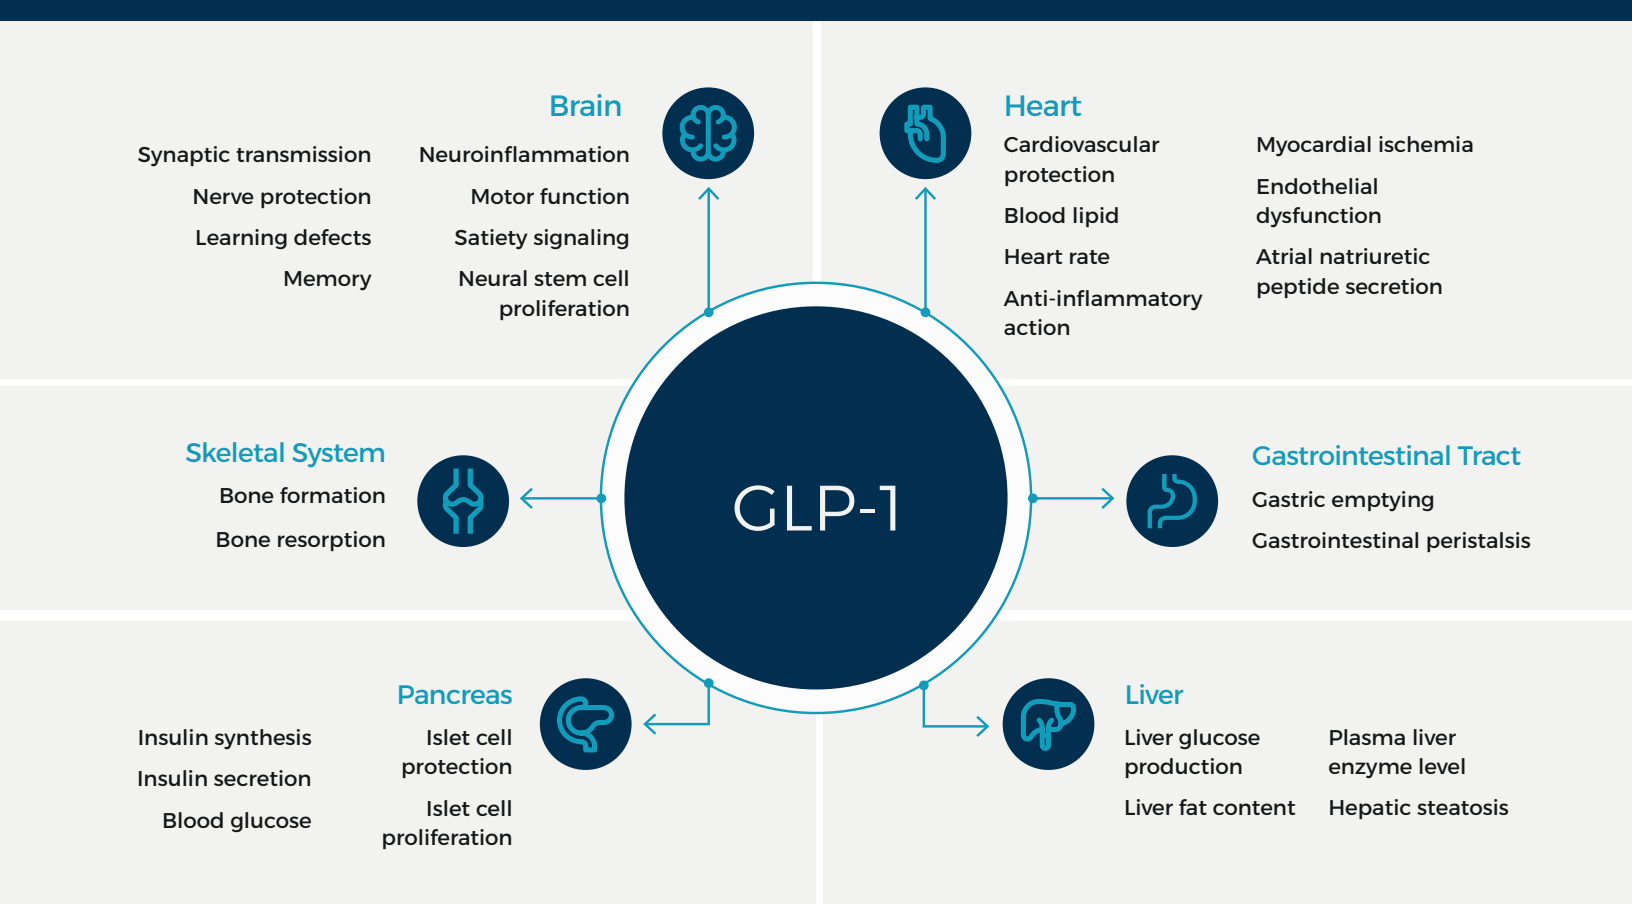 Brain
Synaptic transmission
Nerve protection
Learning defects
Memory
Neuroinflammation
Motor function
Satiety signaling
Neural stem cell
proliferation
Heart
Cardiovascular
protection
Blood lipid
Heart rate
Anti-inflammatory
action
Myocardial ischemia
Endothelial
dysfunction
Atrial natriuretic
peptide secretion
Skeletal System
Bone formation
Bone resorption
GLP-1
Gastrointestinal Tract
Gastric emptying
Gastrointestinal peristalsis
Pancreas
Insulin synthesis
Insulin secretion
Blood glucose
Islet cell
protection
Islet cell
proliferation
Liver
Liver glucose
production
Liver fat content
Plasma liver
enzyme level
Hepatic steatosis